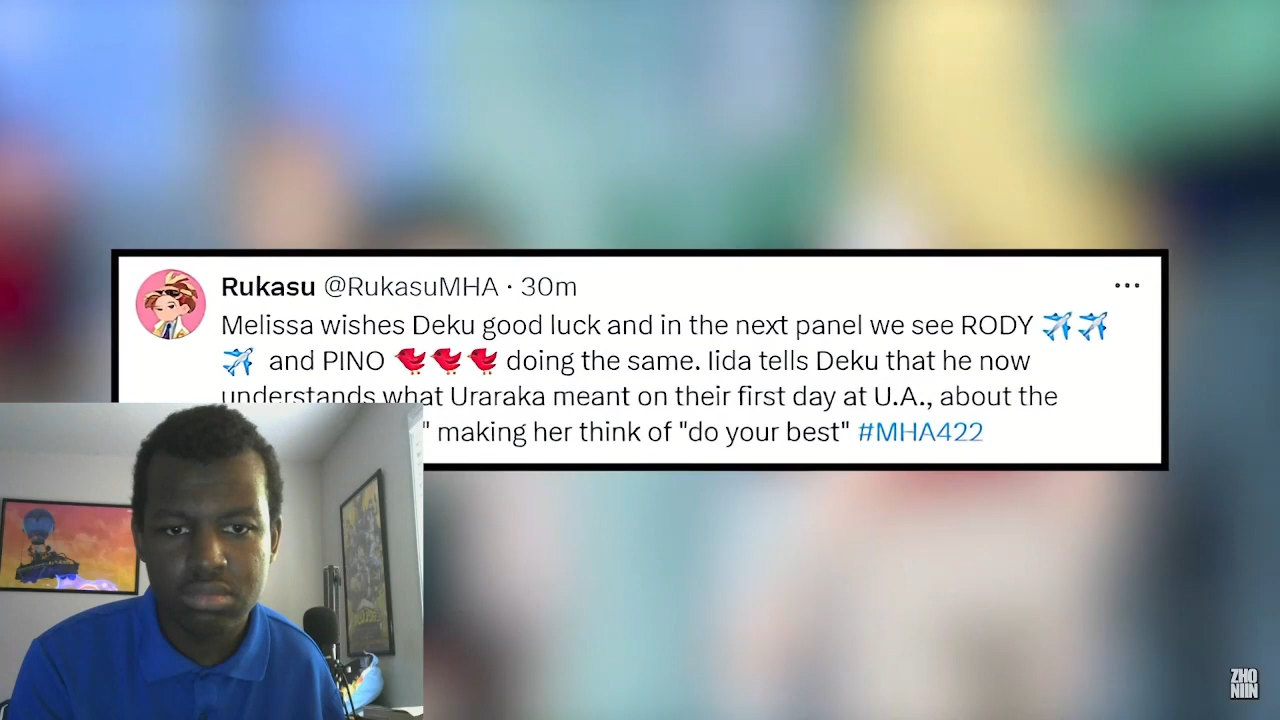 Rukasu @RukasuMHA · 30m
Melissa wishes Deku good luck and in the next panel we see RODY ✈️✈️
✈️ and PINO 🐦🐦🐦 doing the same. Iida tells Deku that he now
understands what Uraraka meant on their first day at U.A., about the
" making her think of "do your best" #MHA422
ZHO
NIIN